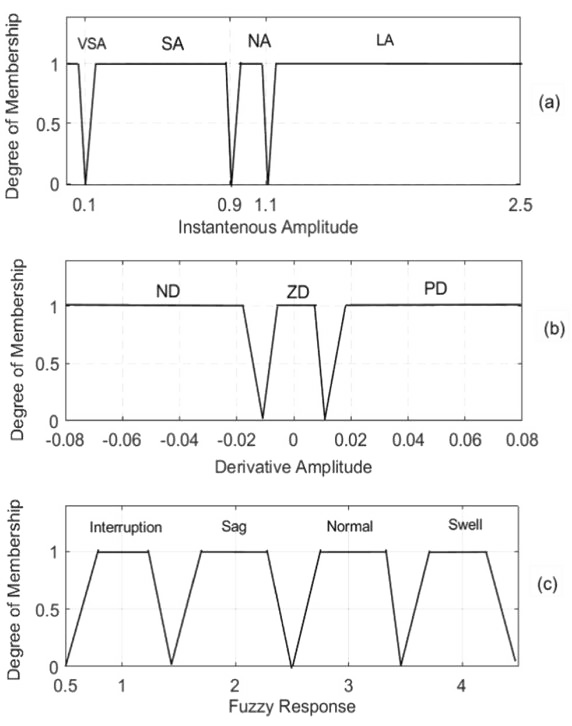 VSA SA NA LA
Degree of Membership
1
0.5
0
(a)
0.1 0.9 1.1 2.5
Instantenous Amplitude
ND ZD PD
Degree of Membership
1
0.5
0
(b)
-0.08 -0.06 -0.04 -0.02 0 0.02 0.04 0.06 0.08
Derivative Amplitude
Interruption Sag Normal Swell
Degree of Membership
1
0.5
0
(c)
0.5 1 2 3 4
Fuzzy Response